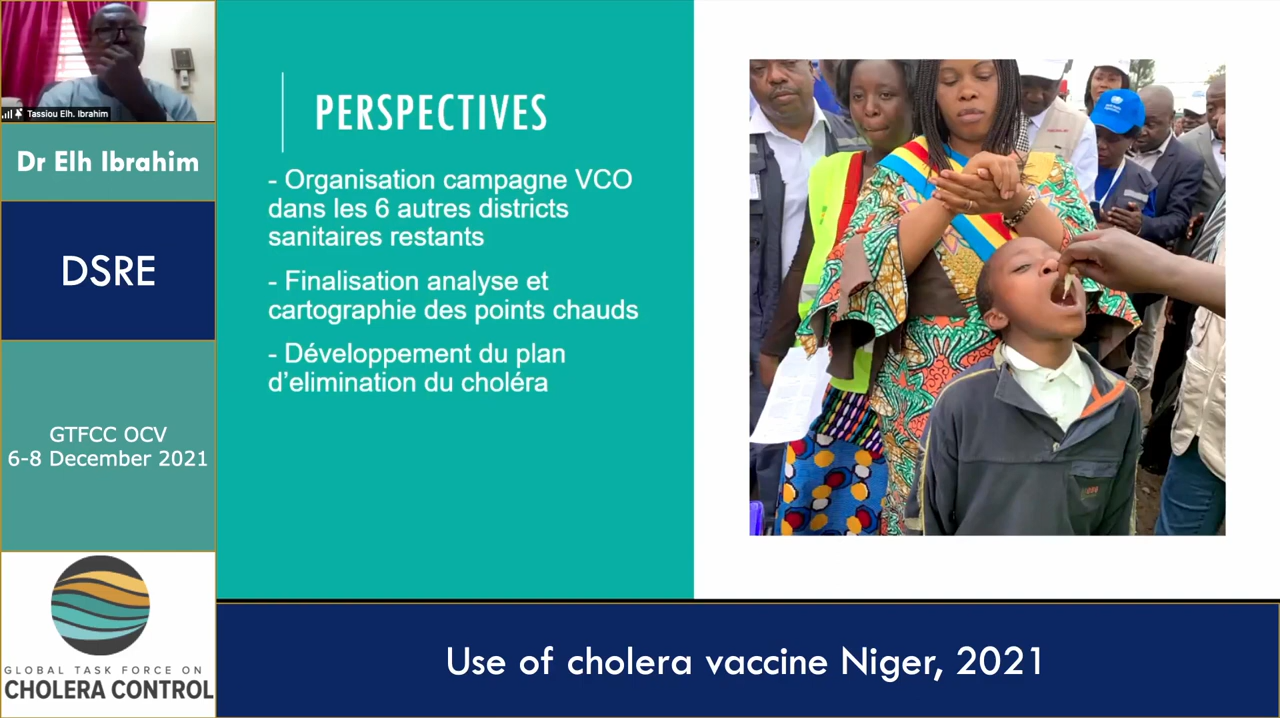 Tassiou Elh. Ibrahim
Dr Elh Ibrahim
DSRE
GTFCC OCV
6-8 December 2021
GLOBAL TASK FORCE ON
CHOLERA CONTROL
PERSPECTIVES
- Organisation campagne VCO
dans les 6 autres districts
sanitaires restants
- Finalisation analyse et
cartographie des points chauds
- Développement du plan
d’elimination du choléra
Use of cholera vaccine Niger, 2021